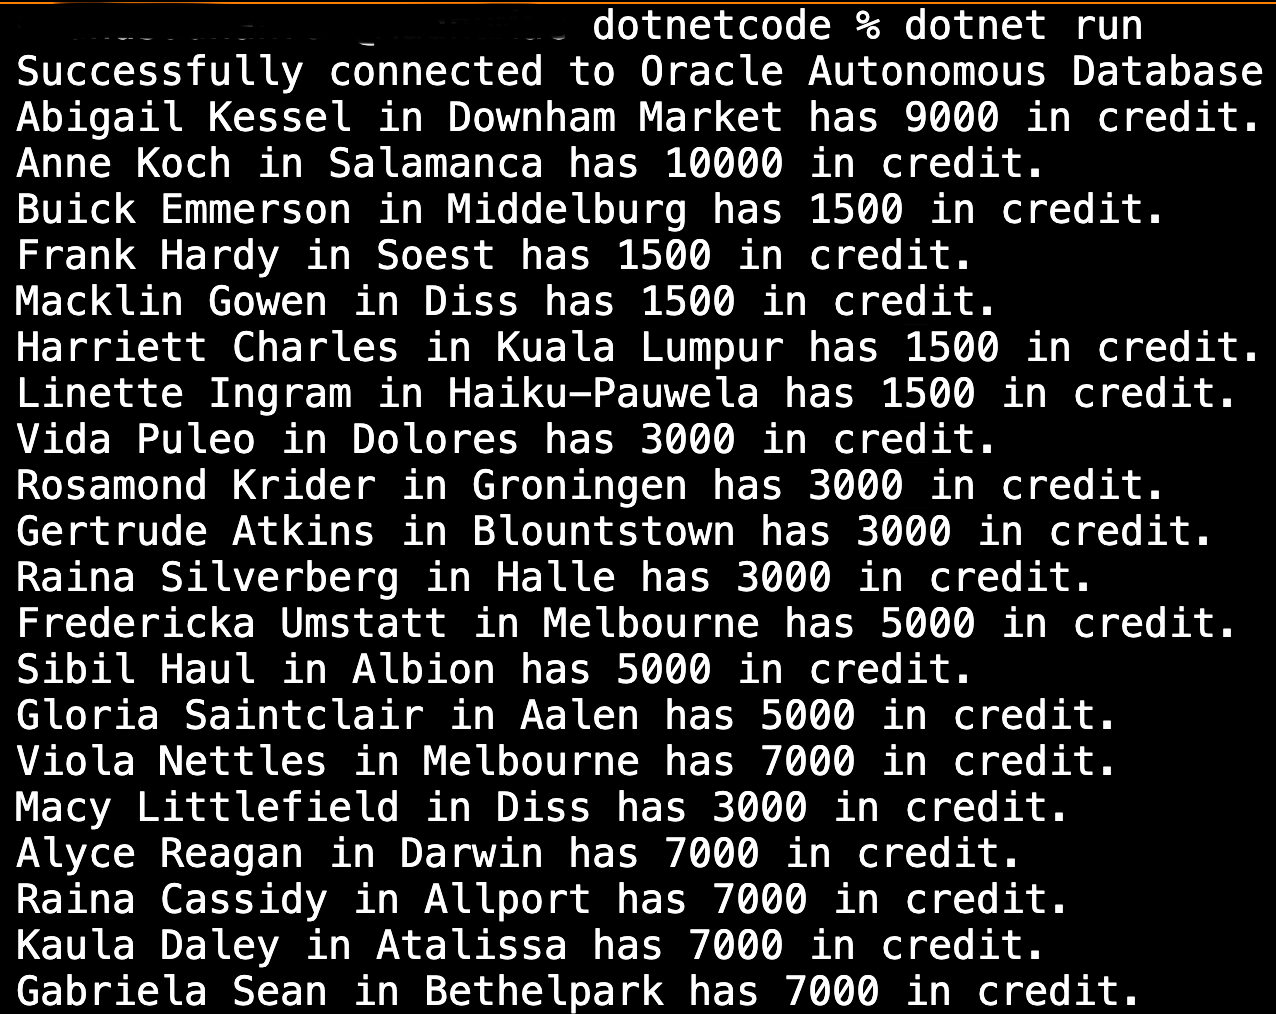 dotnetcode % dotnet run
Successfully connected to Oracle Autonomous Database
Abigail Kessel in Downham Market has 9000 in credit.
Anne Koch in Salamanca has 10000 in credit.
Buick Emmerson in Middelburg has 1500 in credit.
Frank Hardy in Soest has 1500 in credit.
Macklin Gowen in Diss has 1500 in credit.
Harriett Charles in Kuala Lumpur has 1500 in credit.
Linette Ingram in Haiku-Pauwela has 1500 in credit.
Vida Puleo in Dolores has 3000 in credit.
Rosamond Krider in Groningen has 3000 in credit.
Gertrude Atkins in Blountstown has 3000 in credit.
Raina Silverberg in Halle has 3000 in credit.
Fredericka Umstatt in Melbourne has 5000 in credit.
Sibil Haul in Albion has 5000 in credit.
Gloria Saintclair in Aalen has 5000 in credit.
Viola Nettles in Melbourne has 7000 in credit.
Macy Littlefield in Diss has 3000 in credit.
Alyce Reagan in Darwin has 7000 in credit.
Raina Cassidy in Allport has 7000 in credit.
Kaula Daley in Atalissa has 7000 in credit.
Gabriela Sean in Bethelpark has 7000 in credit.